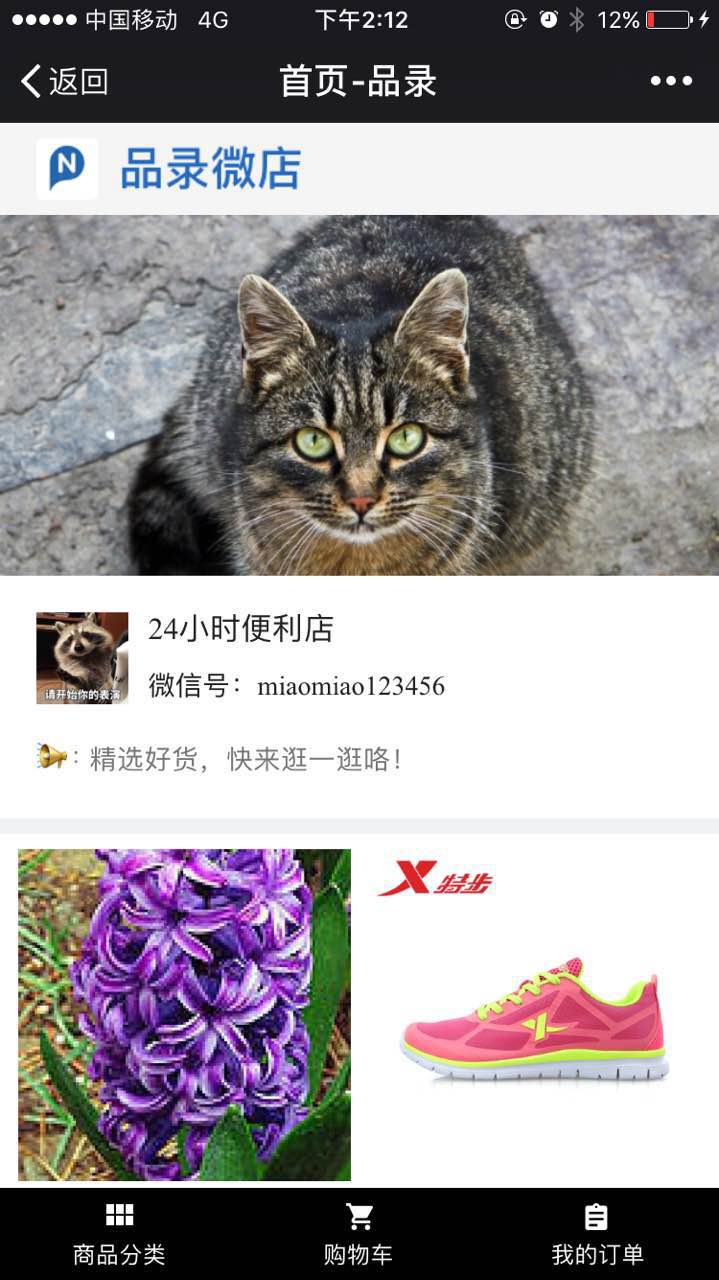 中国移动 4G 下午2:12 12%
返回 首页-品录
N 品录微店
24小时便利店
请开始你的表演
微信号：miaomiao123456
：精选好货，快来逛一逛咯！
X 特步
商品分类 购物车 我的订单